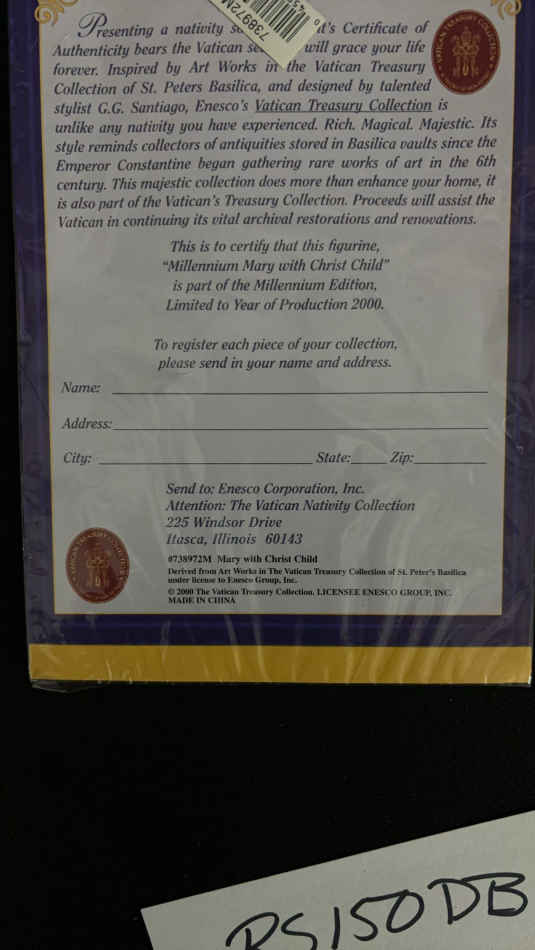 738972M
Presenting a nativity 's Certificate of
Authenticity bears the Vatican will grace your life
forever. Inspired by Art Works in the Vatican Treasury
Collection of St. Peters Basilica, and designed by talented
stylist G.G. Santiago, Enesco's Vatican Treasury Collection is
unlike any nativity you have experienced. Rich. Magical. Majestic. Its
style reminds collectors of antiquities stored in Basilica vaults since the
Emperor Constantine began gathering rare works of art in the 6th
century. This majestic collection does more than enhance your home, it
is also part of the Vatican's Treasury Collection. Proceeds will assist the
Vatican in continuing its vital archival restorations and renovations.
VATICAN TREASURY COLLECTION
This is to certify that this figurine,
"Millennium Mary with Christ Child"
is part of the Millennium Edition,
Limited to Year of Production 2000.
To register each piece of your collection,
please send in your name and address.
Name:
Address:
City: State: Zip:
Send to: Enesco Corporation, Inc.
Attention: The Vatican Nativity Collection
225 Windsor Drive
Itasca, Illinois 60143
#738972M Mary with Christ Child
Derived from Art Works in The Vatican Treasury Collection of St. Peter's Basilica
under license to Enesco Group, Inc.
© 2000 The Vatican Treasury Collection. LICENSEE ENESCO GROUP, INC.
MADE IN CHINA
VATICAN TREASURY COLLECTION
RS150DB